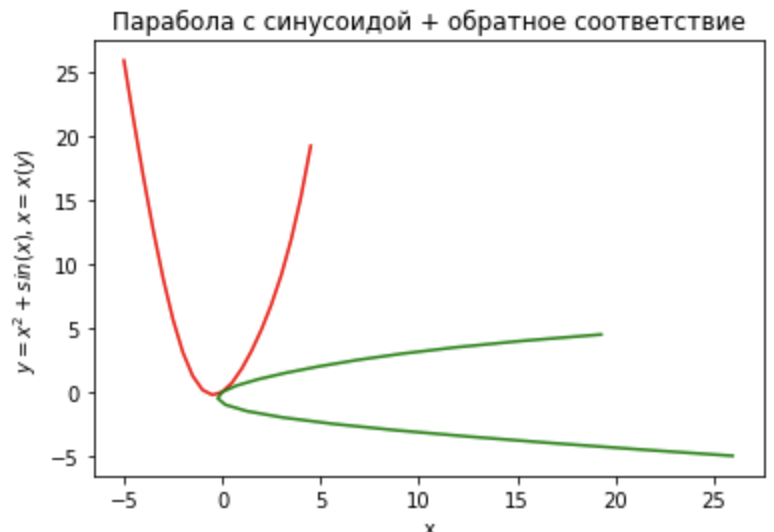 Парабола с синусоидой + обратное соответствие
y = x² + sin(x), x = x(y)
25
20
15
10
5
0
−5
−5 0 5 10 15 20 25
x